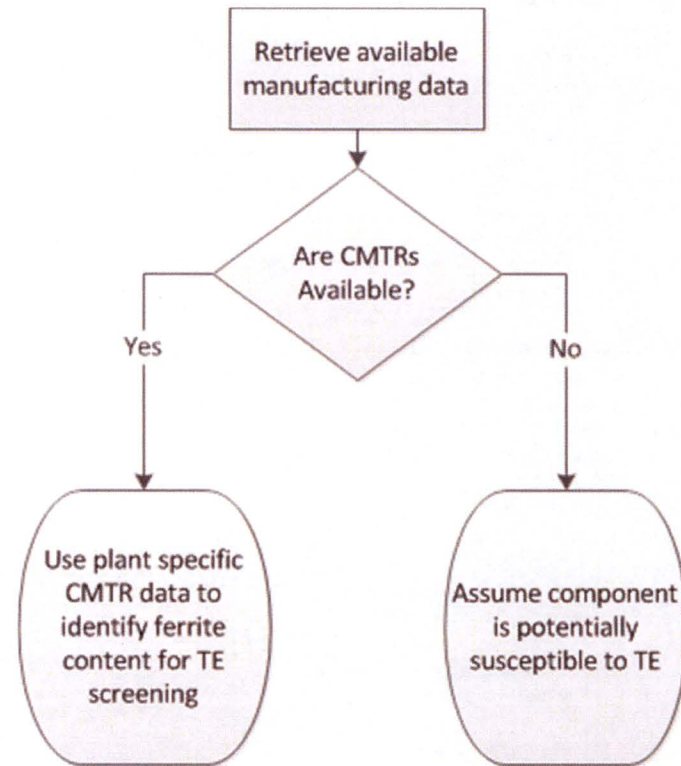 Retrieve available
manufacturing data
Are CMTRs
Available?
Yes
No
Use plant specific
CMTR data to
identify ferrite
content for TE
screening
Assume component
is potentially
susceptible to TE